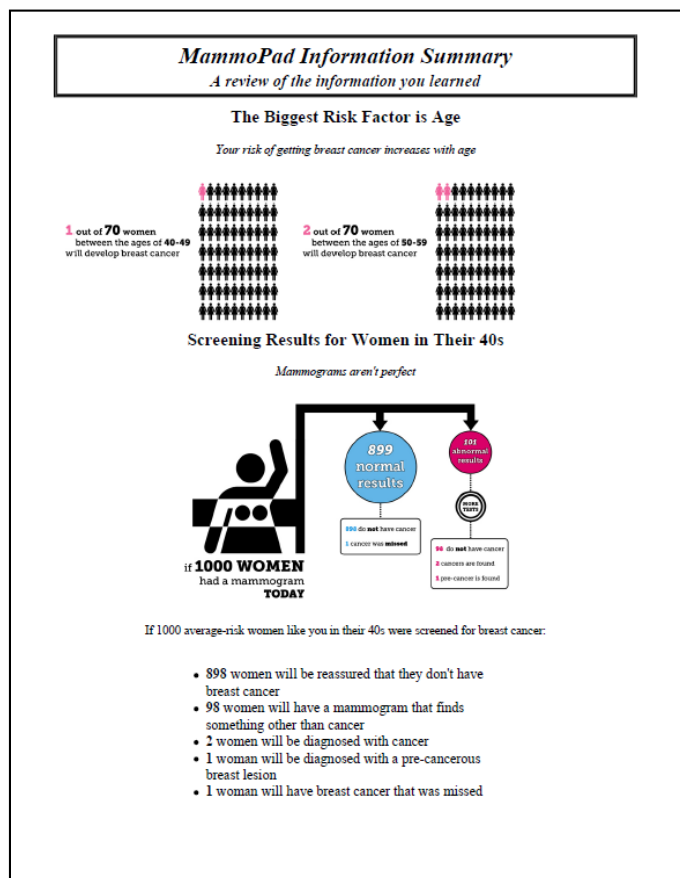 MammoPad Information Summary
A review of the information you learned
The Biggest Risk Factor is Age
Your risk of getting breast cancer increases with age
1 out of 70 women
between the ages of 40-49
will develop breast cancer
2 out of 70 women
between the ages of 50-59
will develop breast cancer
Screening Results for Women in Their 40s
Mammograms aren't perfect
if 1000 WOMEN
had a mammogram
TODAY
899
normal
results
898 do not have cancer
1 cancer was missed
101
abnormal
results
MORE
TESTS
98 do not have cancer
2 cancers are found
1 pre-cancer is found
If 1000 average-risk women like you in their 40s were screened for breast cancer:
• 898 women will be reassured that they don't have
breast cancer
• 98 women will have a mammogram that finds
something other than cancer
• 2 women will be diagnosed with cancer
• 1 woman will be diagnosed with a pre-cancerous
breast lesion
• 1 woman will have breast cancer that was missed